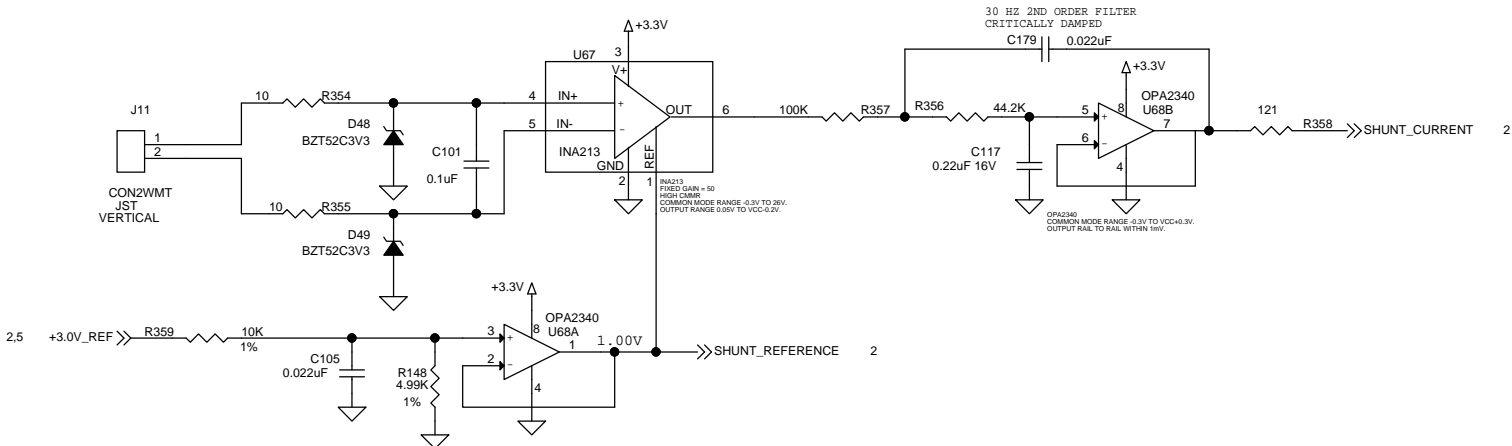 30 HZ 2ND ORDER FILTER
CRITICALLY DAMPED
C179
0.022uF
+3.3V
U67
3
V+
J11
10
R354
4
IN+
+
OUT
6
100K
R357
R356
44.2K
5
+
8
+3.3V
OPA2340
U68B
7
121
R358
SHUNT_CURRENT
2
1
2
D48
BZT52C3V3
5
IN-
-
INA213
GND
REF
2
1
C101
0.1uF
6
-
4
C117
0.22uF 16V
CON2WMT
JST
VERTICAL
10
R355
INA213
FIXED GAIN = 50
HIGH CMMR
COMMON MODE RANGE -0.3V TO 26V.
OUTPUT RANGE 0.05V TO VCC-0.2V.
OPA2340
COMMON MODE RANGE -0.3V TO VCC+0.3V.
OUTPUT RAIL TO RAIL WITHIN 1mV.
D49
BZT52C3V3
+3.3V
OPA2340
U68A
2,5
+3.0V_REF
R359
10K
1%
3
+
8
1
1.00V
SHUNT_REFERENCE
2
2
-
4
C105
0.022uF
R148
4.99K
1%